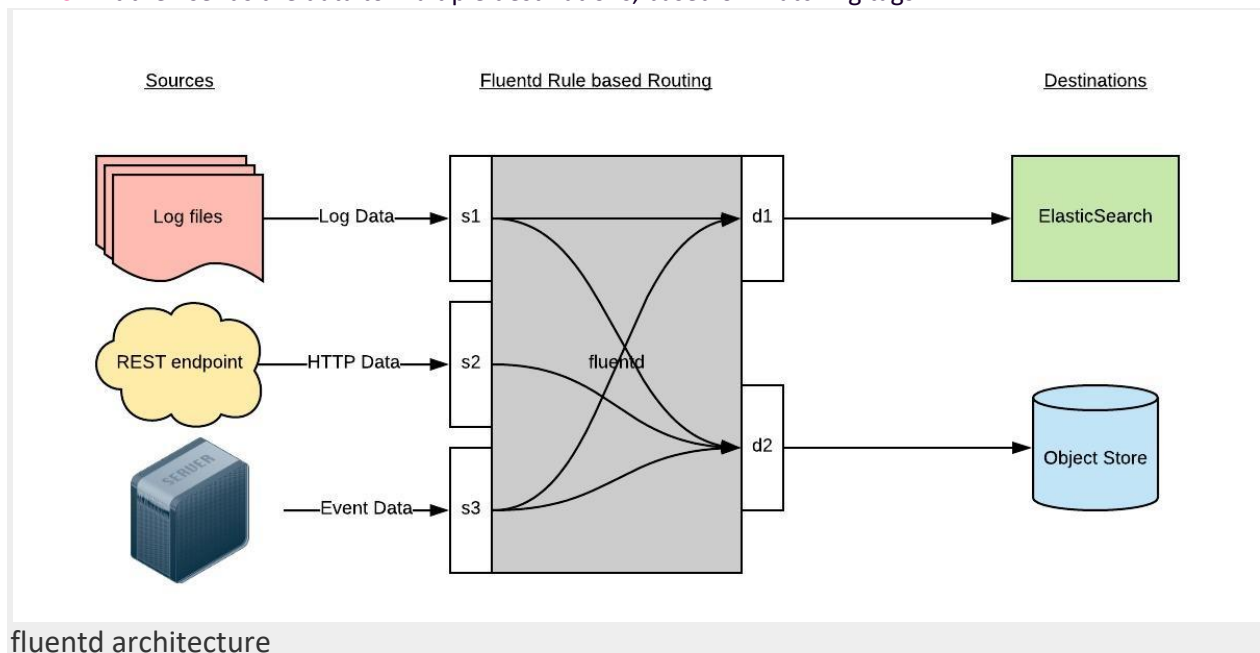 Sources
Fluentd Rule based Routing
Destinations
Log files
Log Data
s1
d1
ElasticSearch
REST endpoint
HTTP Data
s2
fluentd
SERVER
Event Data
s3
d2
Object Store
fluentd architecture